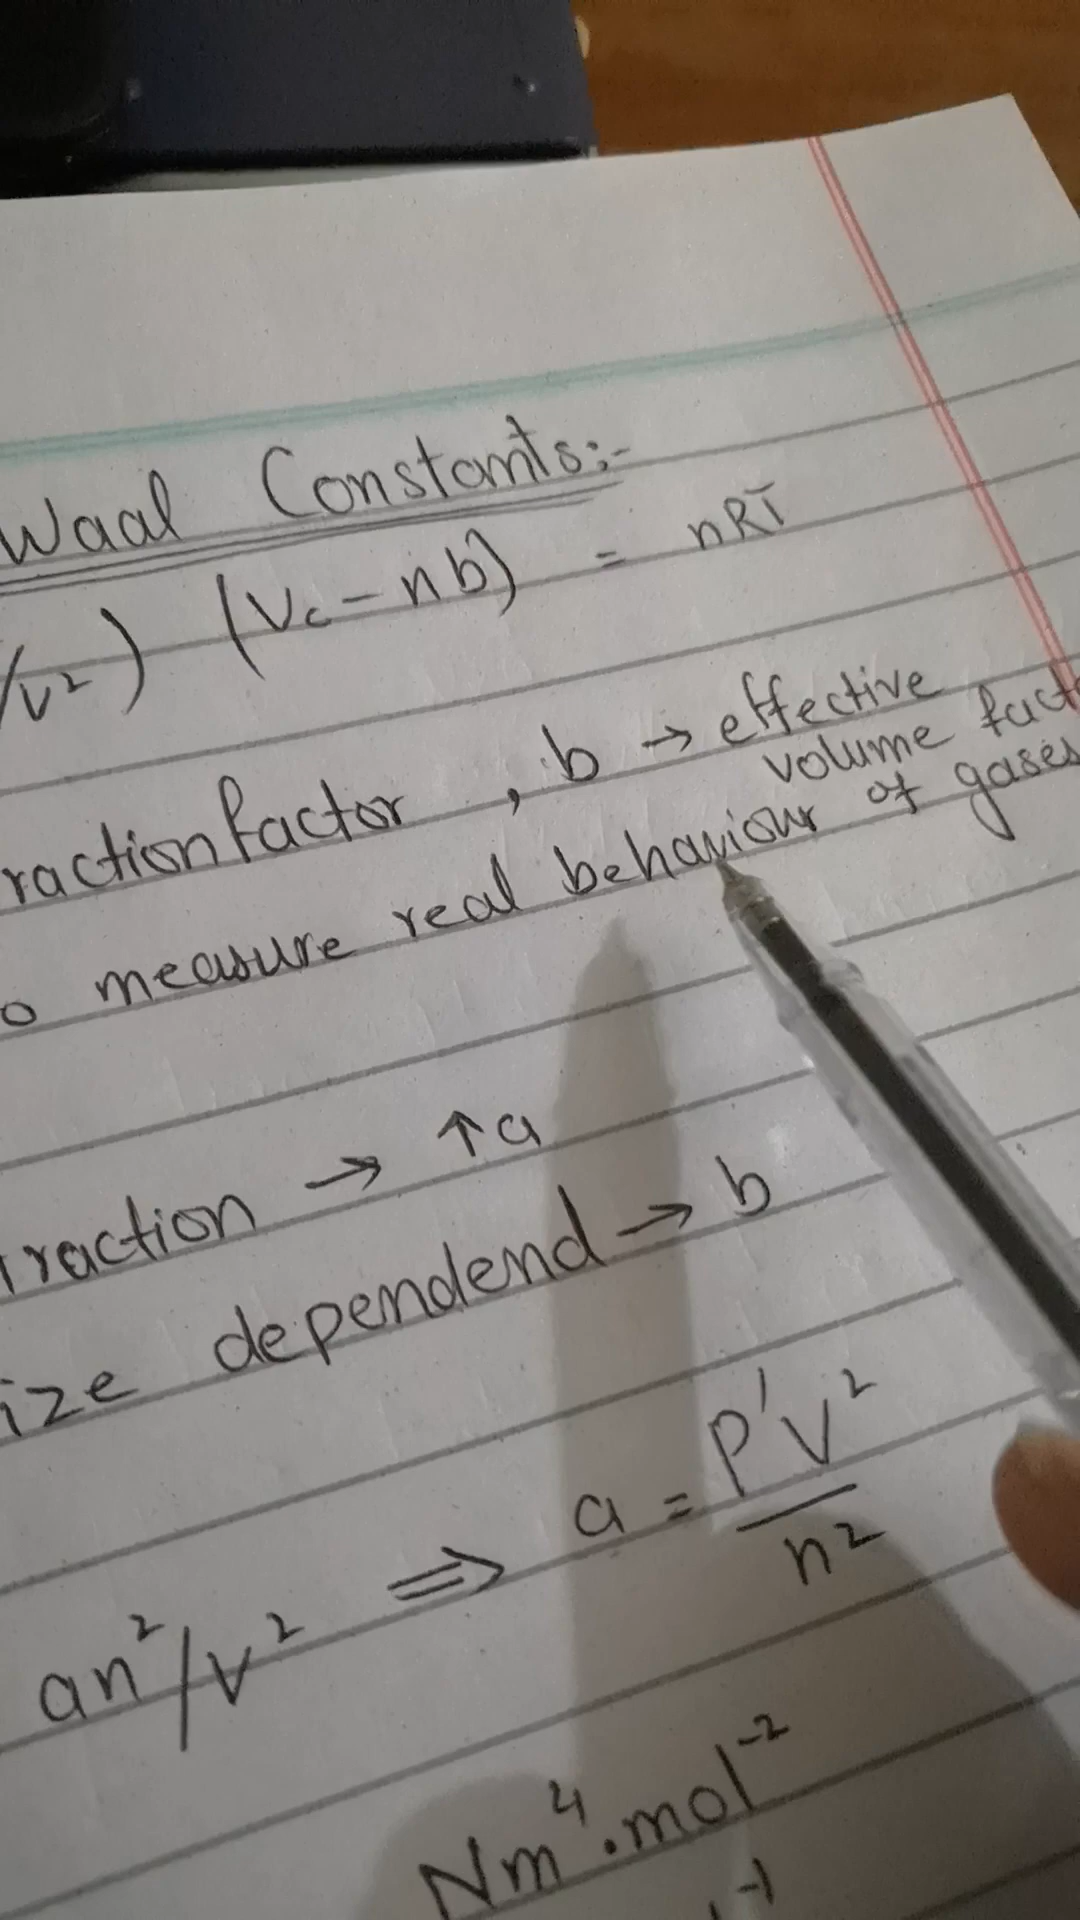 Waal Constants:-
/v²) (Vc - nb) = nRT
raction factor, b → effective
volume
measure real behaviour of gases
raction → ↑a
ize dependend → b
an²/v² ⇒ a = P'V²/n²
Nm⁴.mol⁻²
⁻¹